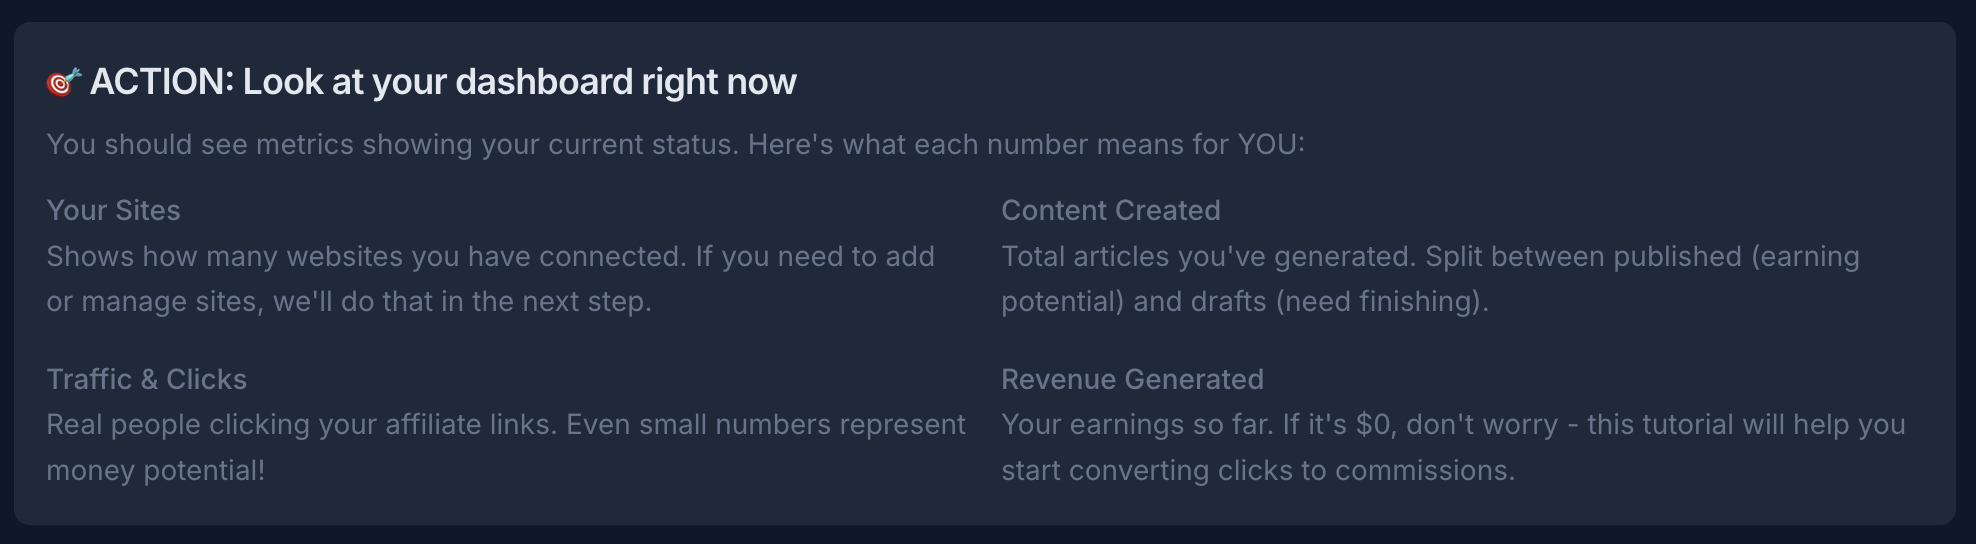 🎯 ACTION: Look at your dashboard right now
You should see metrics showing your current status. Here's what each number means for YOU:
Your Sites
Shows how many websites you have connected. If you need to add
or manage sites, we'll do that in the next step.
Content Created
Total articles you've generated. Split between published (earning
potential) and drafts (need finishing).
Traffic & Clicks
Real people clicking your affiliate links. Even small numbers represent
money potential!
Revenue Generated
Your earnings so far. If it's $0, don't worry - this tutorial will help you
start converting clicks to commissions.